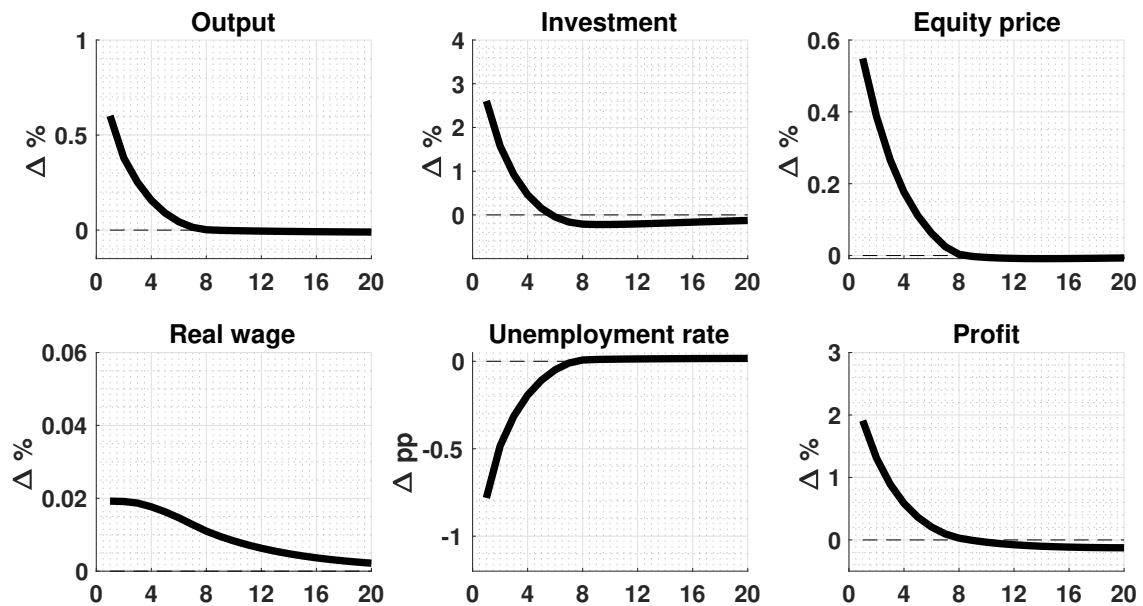 Output
Δ %
1
0.5
0
0 4 8 12 16 20
Investment
Δ %
4
3
2
1
0
0 4 8 12 16 20
Equity price
Δ %
0.6
0.4
0.2
0
0 4 8 12 16 20
Real wage
Δ %
0.06
0.04
0.02
0
0 4 8 12 16 20
Unemployment rate
Δ pp
0
-0.5
-1
0 4 8 12 16 20
Profit
Δ %
3
2
1
0
0 4 8 12 16 20